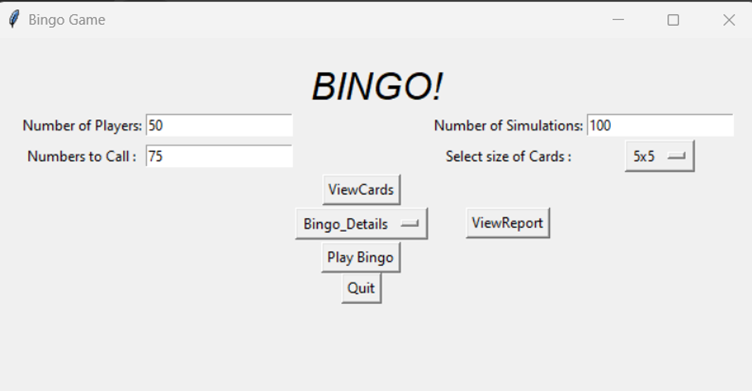 Bingo Game
BINGO!
Number of Players: 50 Number of Simulations: 100
Numbers to Call : 75 Select size of Cards : 5x5
ViewCards
Bingo_Details ViewReport
Play Bingo
Quit